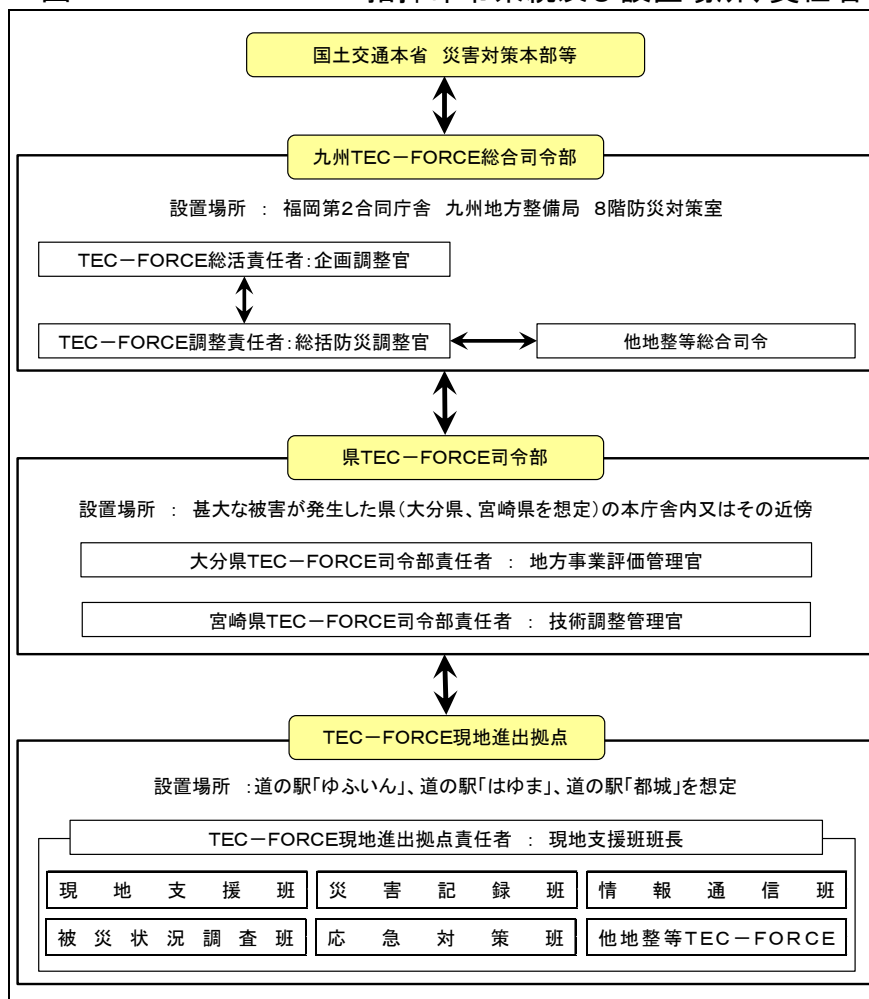 国土交通本省 災害対策本部等
九州TEC-FORCE総合司令部
設置場所 : 福岡第2合同庁舎 九州地方整備局 8階防災対策室
TEC-FORCE総活責任者:企画調整官
TEC-FORCE調整責任者:総括防災調整官
他地整等総合司令
県TEC-FORCE司令部
設置場所 : 甚大な被害が発生した県(大分県、宮崎県を想定)の本庁舎内又はその近傍
大分県TEC-FORCE司令部責任者 : 地方事業評価管理官
宮崎県TEC-FORCE司令部責任者 : 技術調整管理官
TEC-FORCE現地進出拠点
設置場所 :道の駅「ゆふいん」、道の駅「はゆま」、道の駅「都城」を想定
TEC-FORCE現地進出拠点責任者 : 現地支援班班長
現地支援班
災害記録班
情報通信班
被災状況調査班
応急対策班
他地整等TEC-FORCE